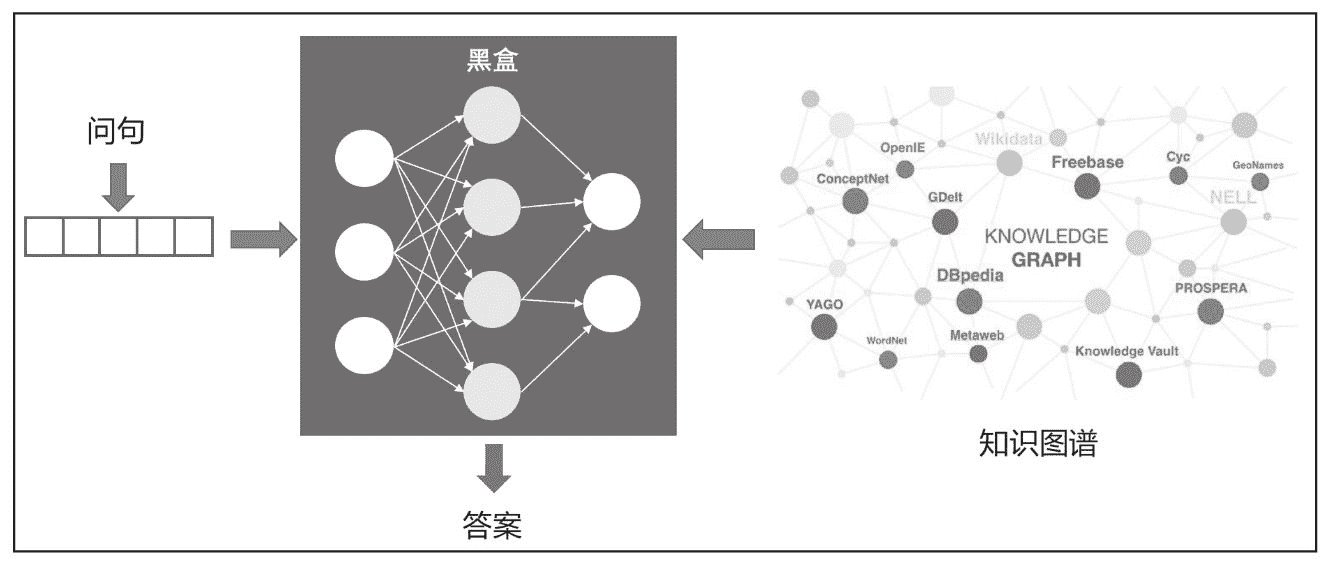 黑盒
问句
答案
Wikidata
OpenIE
Freebase
Cyc
GeoNames
ConceptNet
GDelt
NELL
KNOWLEDGE
GRAPH
DBpedia
PROSPERA
YAGO
WordNet
Metaweb
Knowledge Vault
知识图谱